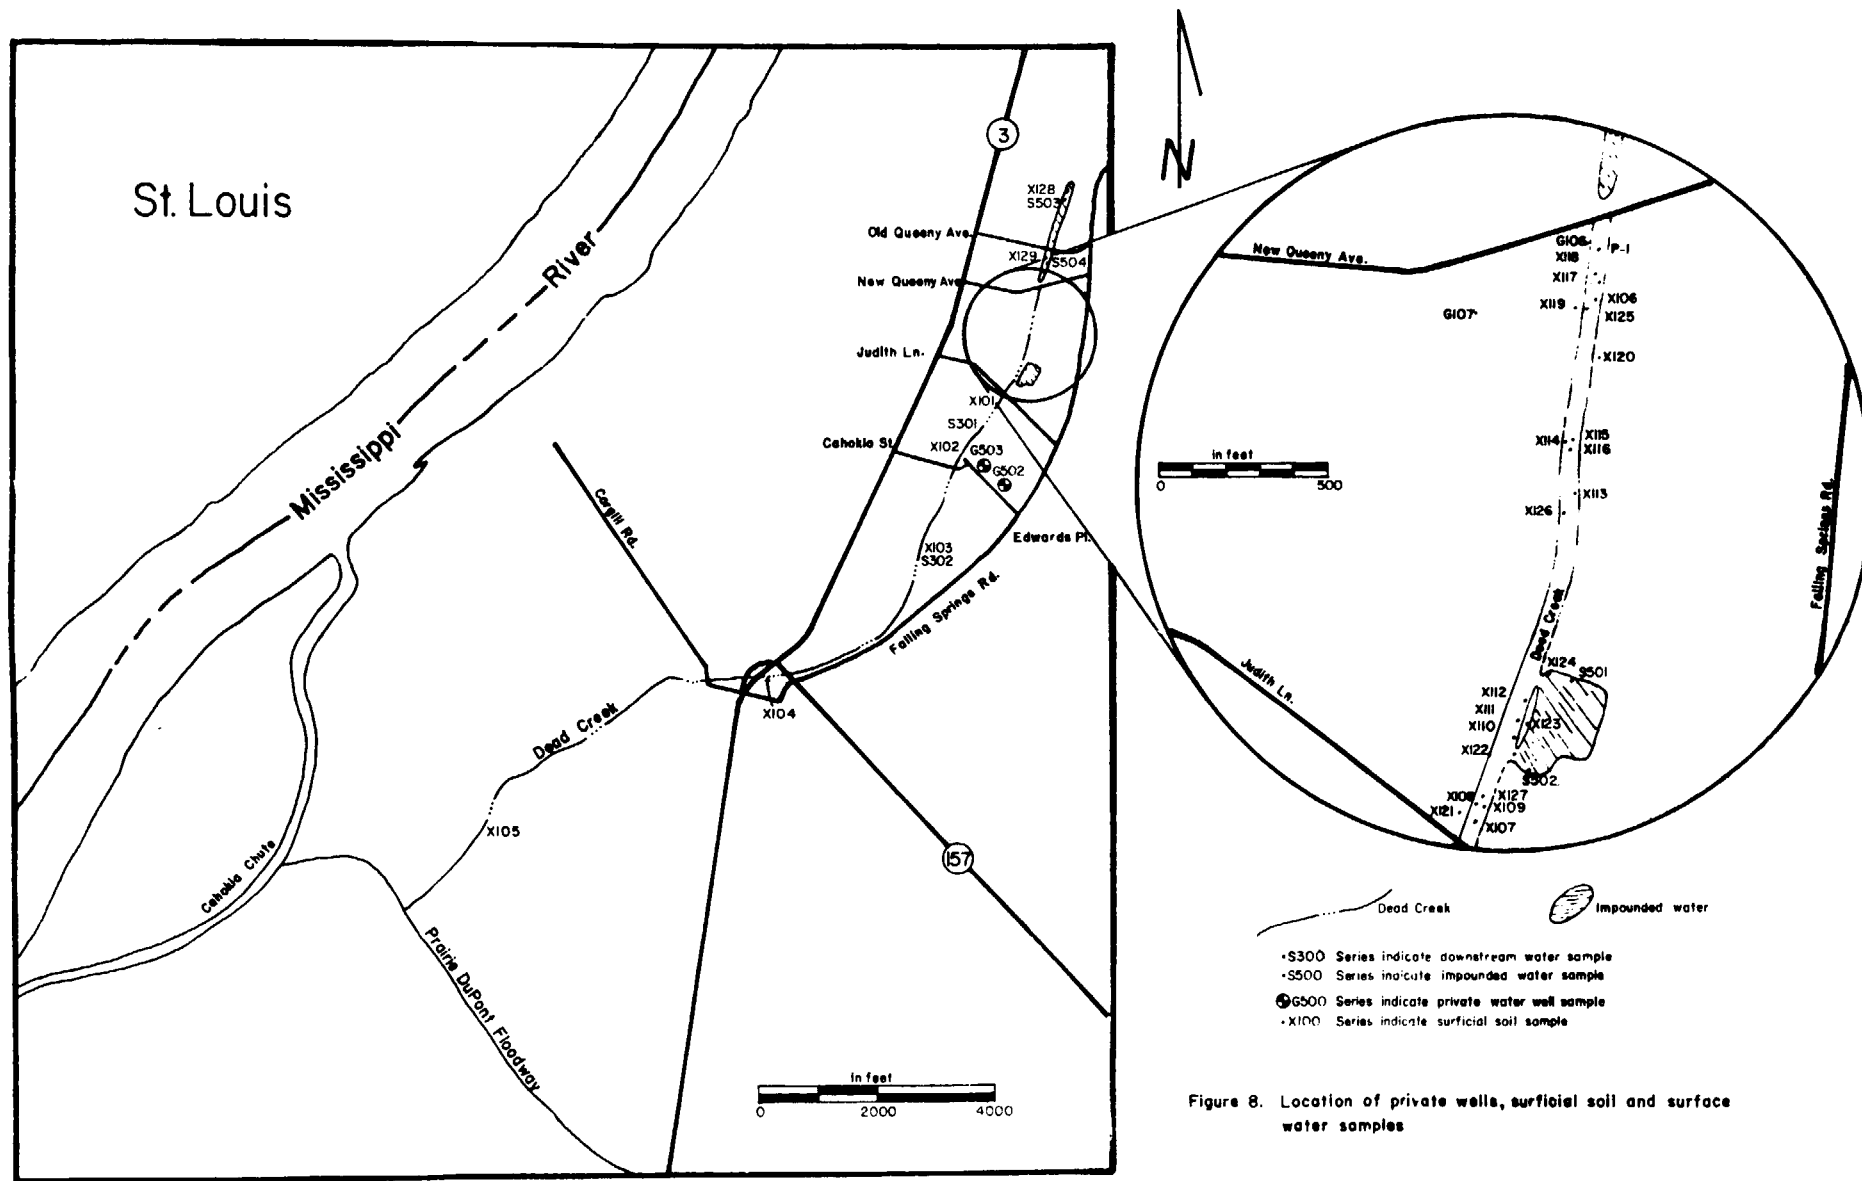 St. Louis
Mississippi River
3
X128
S503
Old Queeny Ave.
X129
S504
New Queeny Ave.
Judith Ln.
X101
S301
Cahokia St.
X102
G503
G502
Edwards Pl.
X103
S302
Falling Springs Rd.
Cargill Rd.
X104
Dead Creek
X105
157
Cahokia Chute
Prairie DuPont Floodway
in feet
0 2000 4000
N
New Queeny Ave.
P-1
X118
X117
X106
X119
X125
G107
X120
X114
X115
X116
X113
X126
in feet
0 500
Falling Springs Rd.
Dead Creek
Judith Ln.
X124
S501
X112
X111
X110
X123
X122
S502
X127
X109
X121
X107
Dead Creek
Impounded water
S300 Series indicate downstream water sample
S500 Series indicate impounded water sample
G500 Series indicate private water well sample
X100 Series indicate surficial soil sample
Figure 8. Location of private wells, surficial soil and surface
water samples